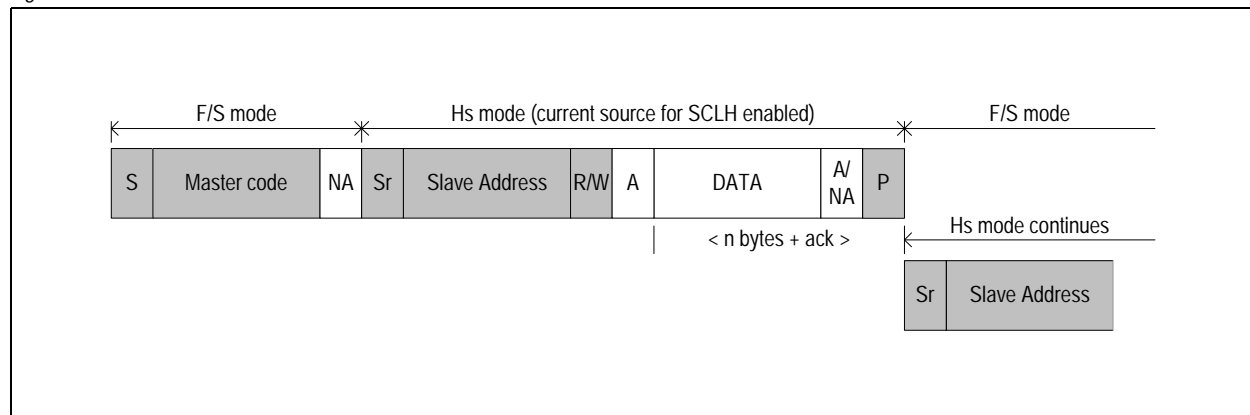 F/S mode
Hs mode (current source for SCLH enabled)
F/S mode
S
Master code
NA
Sr
Slave Address
R/W
A
DATA
A/
NA
P
< n bytes + ack >
Hs mode continues
Sr
Slave Address